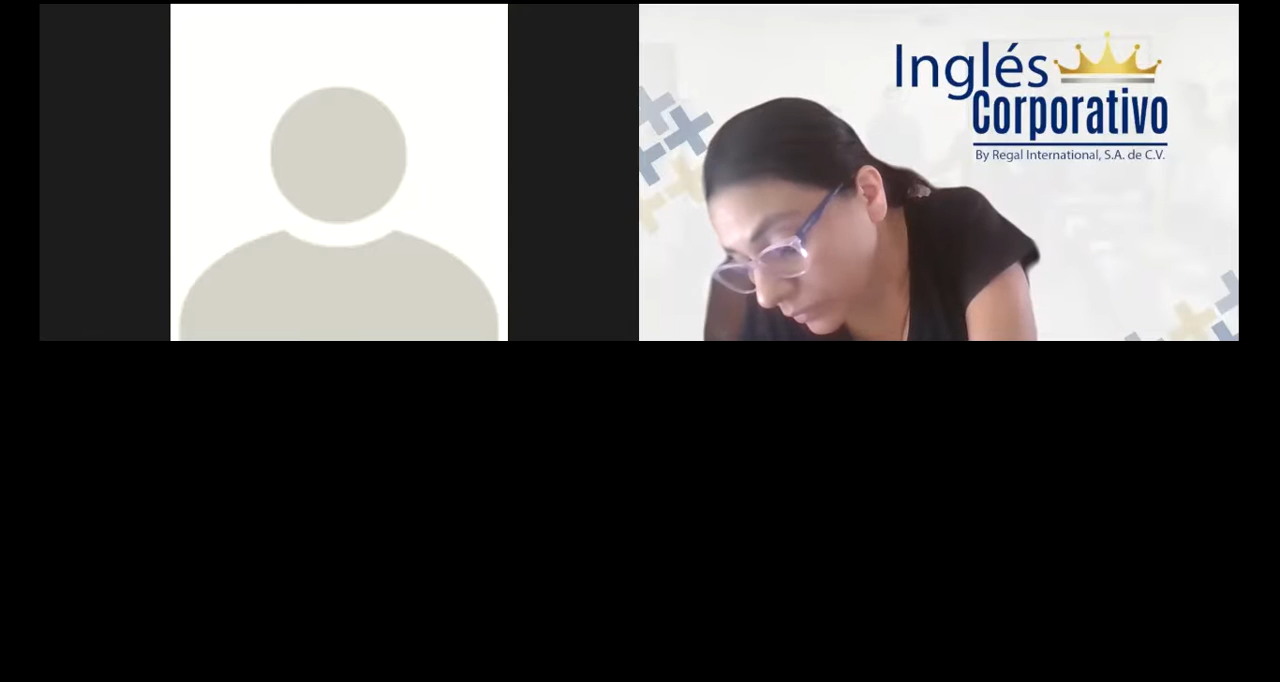 Inglés
Corporativo
By Regal International, S.A. de C.V.